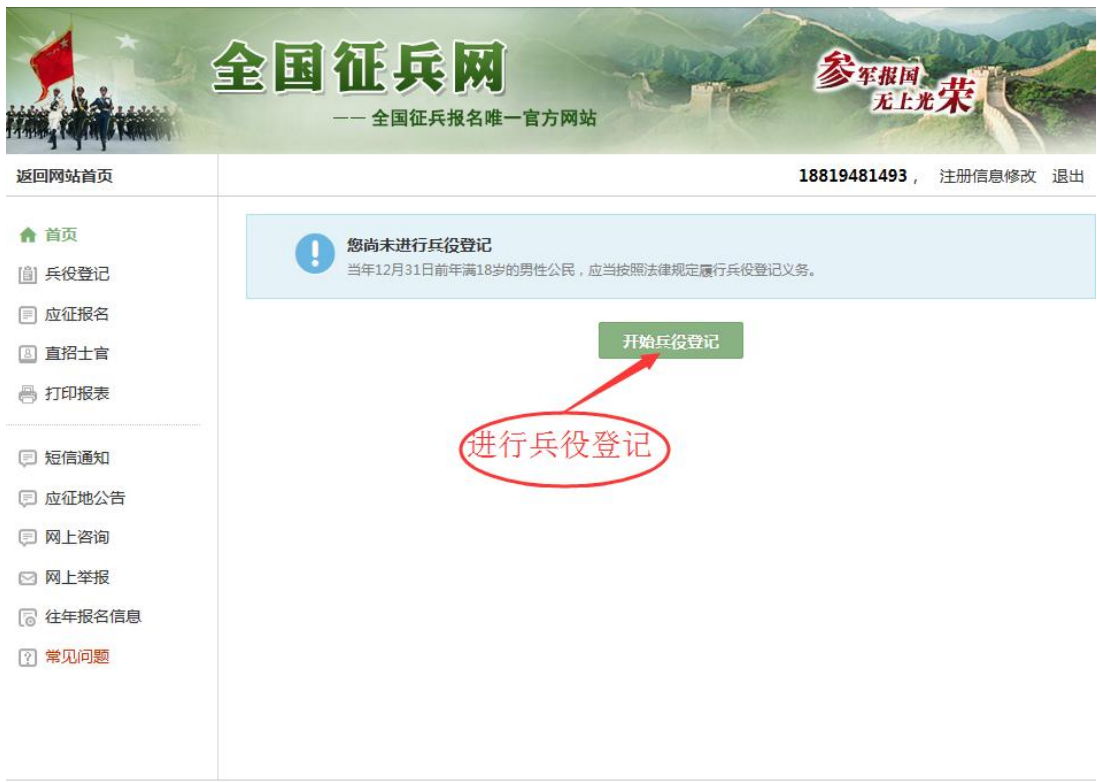 全国征兵网
—— 全国征兵报名唯一官方网站
参军报国
无上光荣
返回网站首页
18819481493， 注册信息修改 退出
首页
兵役登记
应征报名
直招士官
打印报表
短信通知
应征地公告
网上咨询
网上举报
往年报名信息
常见问题
您尚未进行兵役登记
当年12月31日前年满18岁的男性公民，应当按照法律规定履行兵役登记义务。
开始兵役登记
进行兵役登记